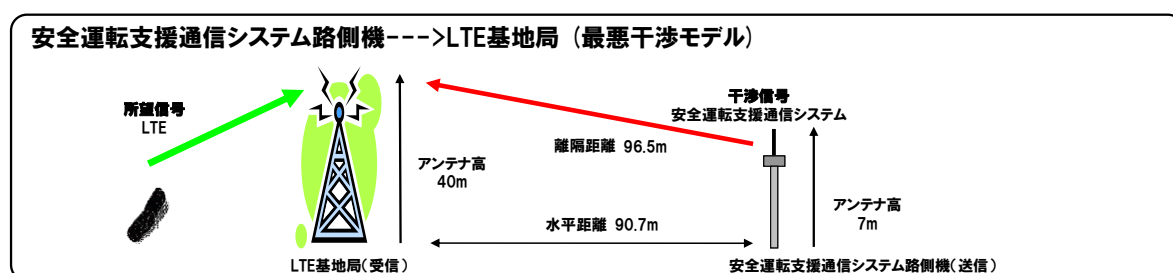 安全運転支援通信システム路側機--->LTE基地局 (最悪干渉モデル)
所望信号
LTE
干渉信号
安全運転支援通信システム
離隔距離 96.5m
アンテナ高
40m
アンテナ高
7m
水平距離 90.7m
LTE基地局(受信)
安全運転支援通信システム路側機(送信)